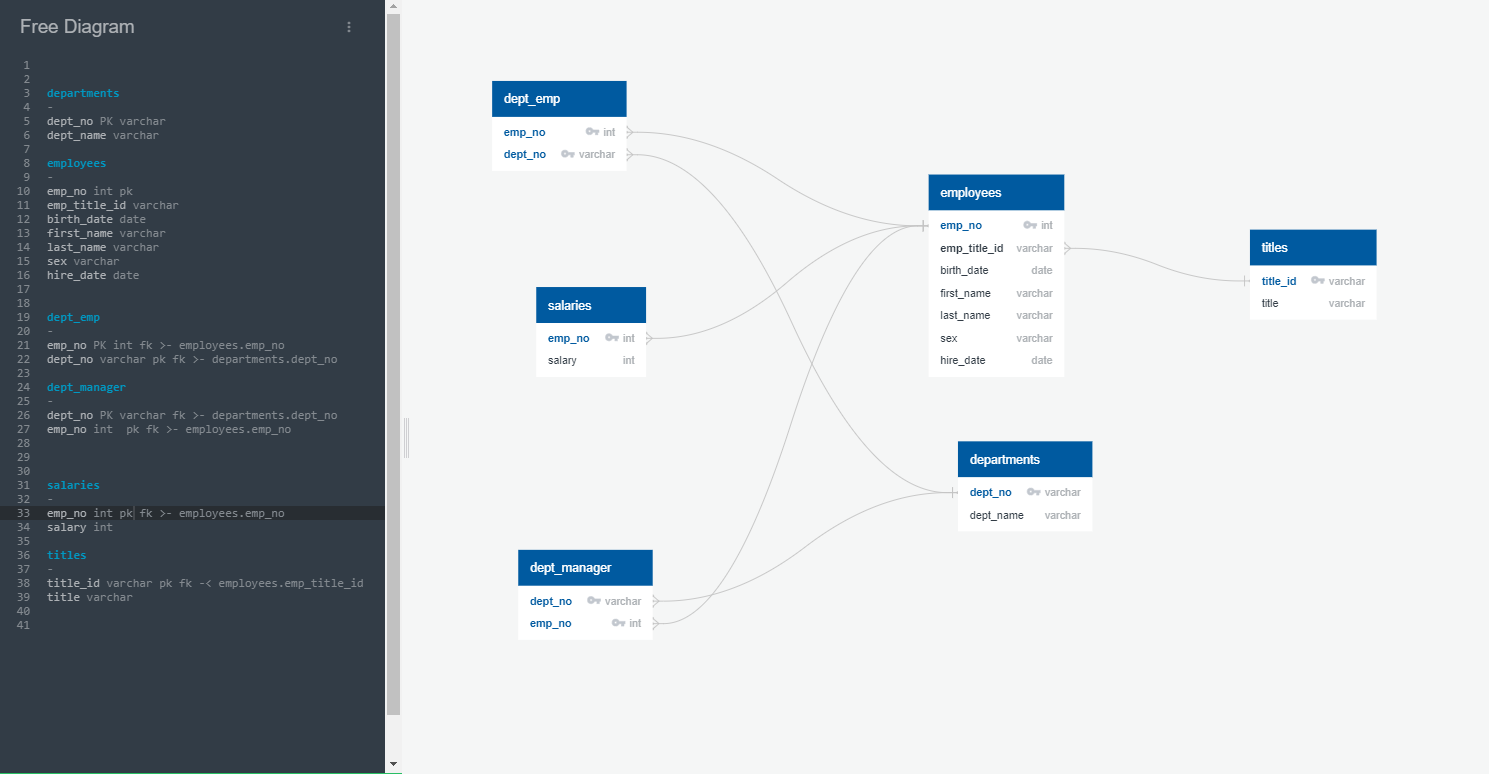 Free Diagram
1
2
3 departments
4 -
5 dept_no PK varchar
6 dept_name varchar
7
8 employees
9 -
10 emp_no int pk
11 emp_title_id varchar
12 birth_date date
13 first_name varchar
14 last_name varchar
15 sex varchar
16 hire_date date
17
18
19 dept_emp
20 -
21 emp_no PK int fk >- employees.emp_no
22 dept_no varchar pk fk >- departments.dept_no
23
24 dept_manager
25 -
26 dept_no PK varchar fk >- departments.dept_no
27 emp_no int  pk fk >- employees.emp_no
28
29
30
31 salaries
32 -
33 emp_no int pk fk >- employees.emp_no
34 salary int
35
36 titles
37 -
38 title_id varchar pk fk -< employees.emp_title_id
39 title varchar
40
41
dept_emp
emp_no int
dept_no varchar
employees
emp_no int
emp_title_id varchar
birth_date date
first_name varchar
last_name varchar
sex varchar
hire_date date
titles
title_id varchar
title varchar
salaries
emp_no int
salary int
departments
dept_no varchar
dept_name varchar
dept_manager
dept_no varchar
emp_no int